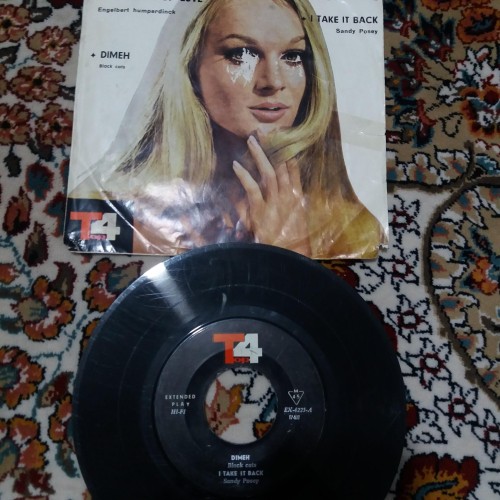 Engelbert humperdinck
+ I TAKE IT BACK
Sandy Posey
+ DIMEH
Black cats
T4
T4
EXTENDED
PLAY
HI-FI
45
DIMEH
Black cats
I TAKE IT BACK
Sandy Posey